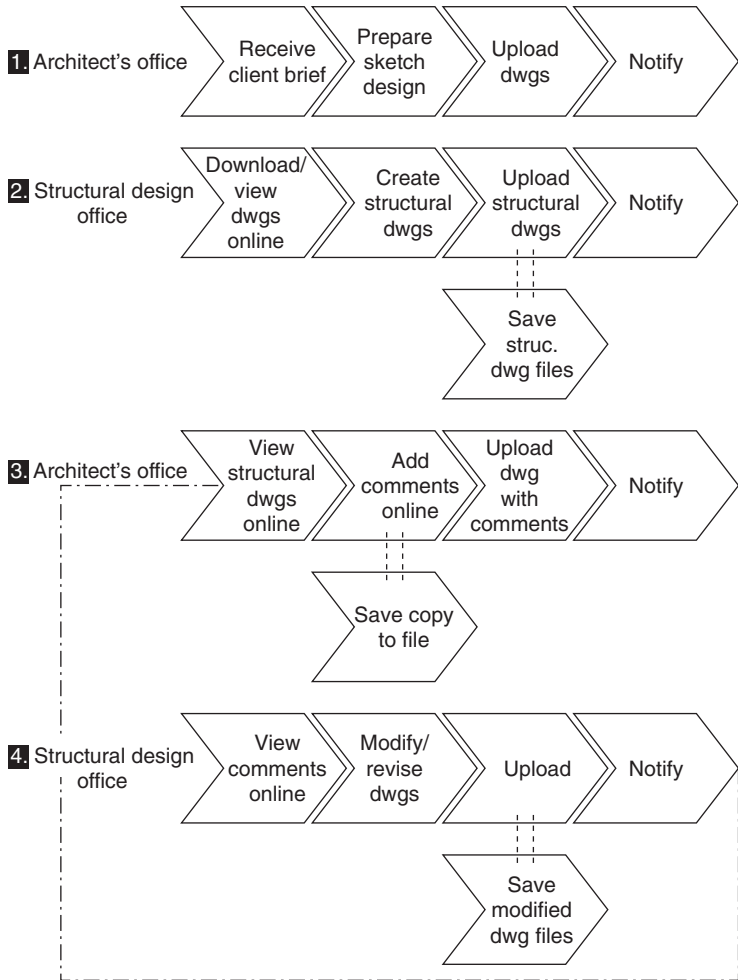 1. Architect's office
Receive
client brief
Prepare
sketch
design
Upload
dwgs
Notify
2. Structural design
office
Download/
view
dwgs
online
Create
structural
dwgs
Upload
structural
dwgs
Notify
Save
struc.
dwg files
3. Architect's office
View
structural
dwgs
online
Add
comments
online
Upload
dwg
with
comments
Notify
Save copy
to file
4. Structural design
office
View
comments
online
Modify/
revise
dwgs
Upload
Notify
Save
modified
dwg files